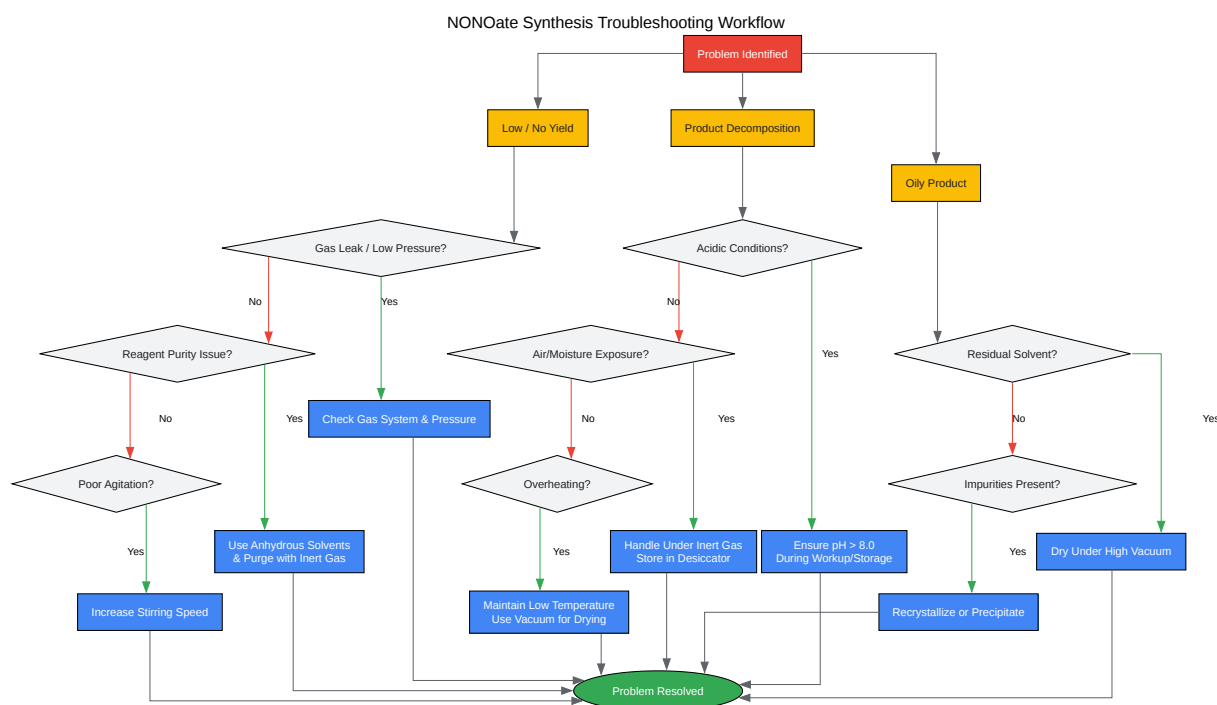 NONOate Synthesis Troubleshooting Workflow
Problem Identified
Low / No Yield
Product Decomposition
Oily Product
Gas Leak / Low Pressure?
Acidic Conditions?
No
Yes
No
Reagent Purity Issue?
Air/Moisture Exposure?
Yes
Residual Solvent?
No
Yes
Check Gas System & Pressure
No
Yes
No
Yes
Poor Agitation?
Overheating?
Impurities Present?
Yes
Use Anhydrous Solvents
& Purge with Inert Gas
Yes
Handle Under Inert Gas
Store in Desiccator
Ensure pH > 8.0
During Workup/Storage
Yes
Dry Under High Vacuum
Increase Stirring Speed
Maintain Low Temperature
Use Vacuum for Drying
Recrystallize or Precipitate
Problem Resolved